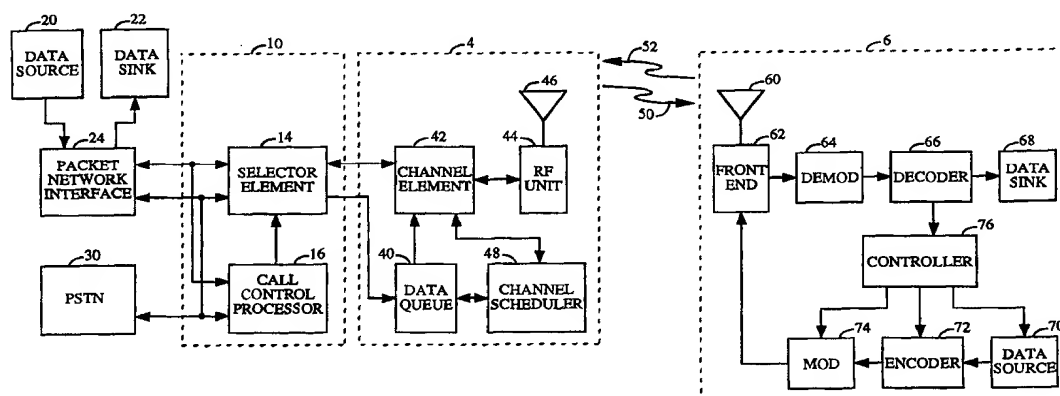 20
DATA
SOURCE
22
DATA
SINK
24
PACKET
NETWORK
INTERFACE
30
PSTN
10
14
SELECTOR
ELEMENT
16
CALL
CONTROL
PROCESSOR
4
42
CHANNEL
ELEMENT
44
RF
UNIT
46
40
DATA
QUEUE
48
CHANNEL
SCHEDULER
52
50
6
60
62
FRONT
END
64
DEMOD
66
DECODER
68
DATA
SINK
76
CONTROLLER
74
MOD
72
ENCODER
70
DATA
SOURCE